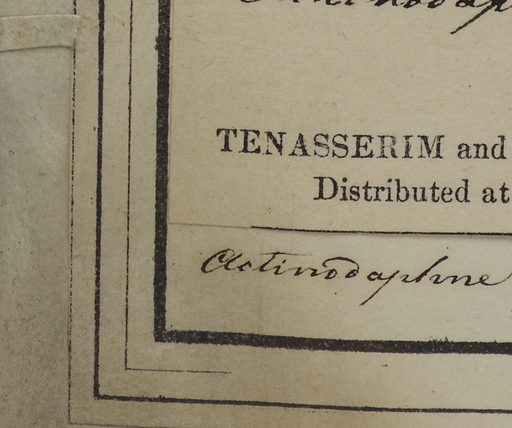 TENASSERIM and
Distributed at
Actinodaphne